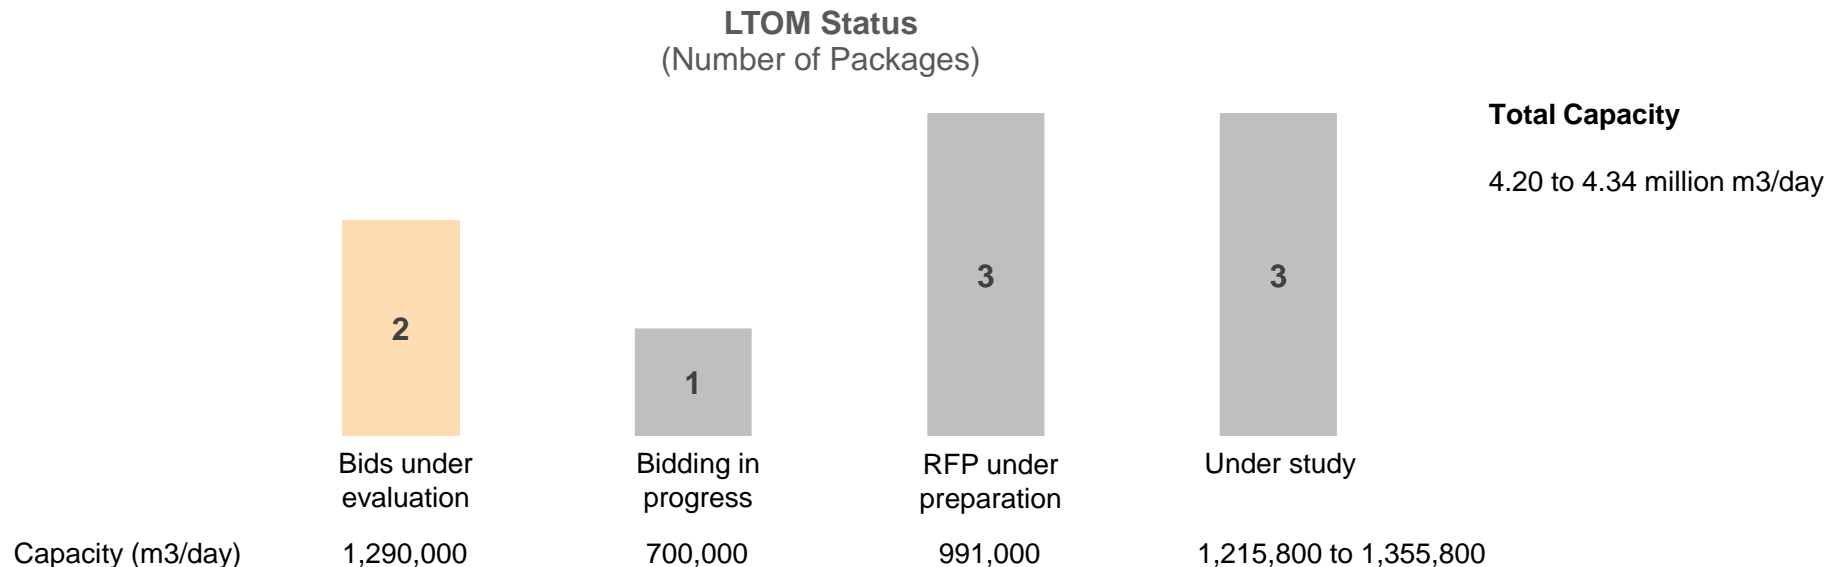 LTOM Status
(Number of Packages)
Total Capacity
4.20 to 4.34 million m3/day
2
1
3
3
Bids under
evaluation
Bidding in
progress
RFP under
preparation
Under study
Capacity (m3/day)
1,290,000
700,000
991,000
1,215,800 to 1,355,800